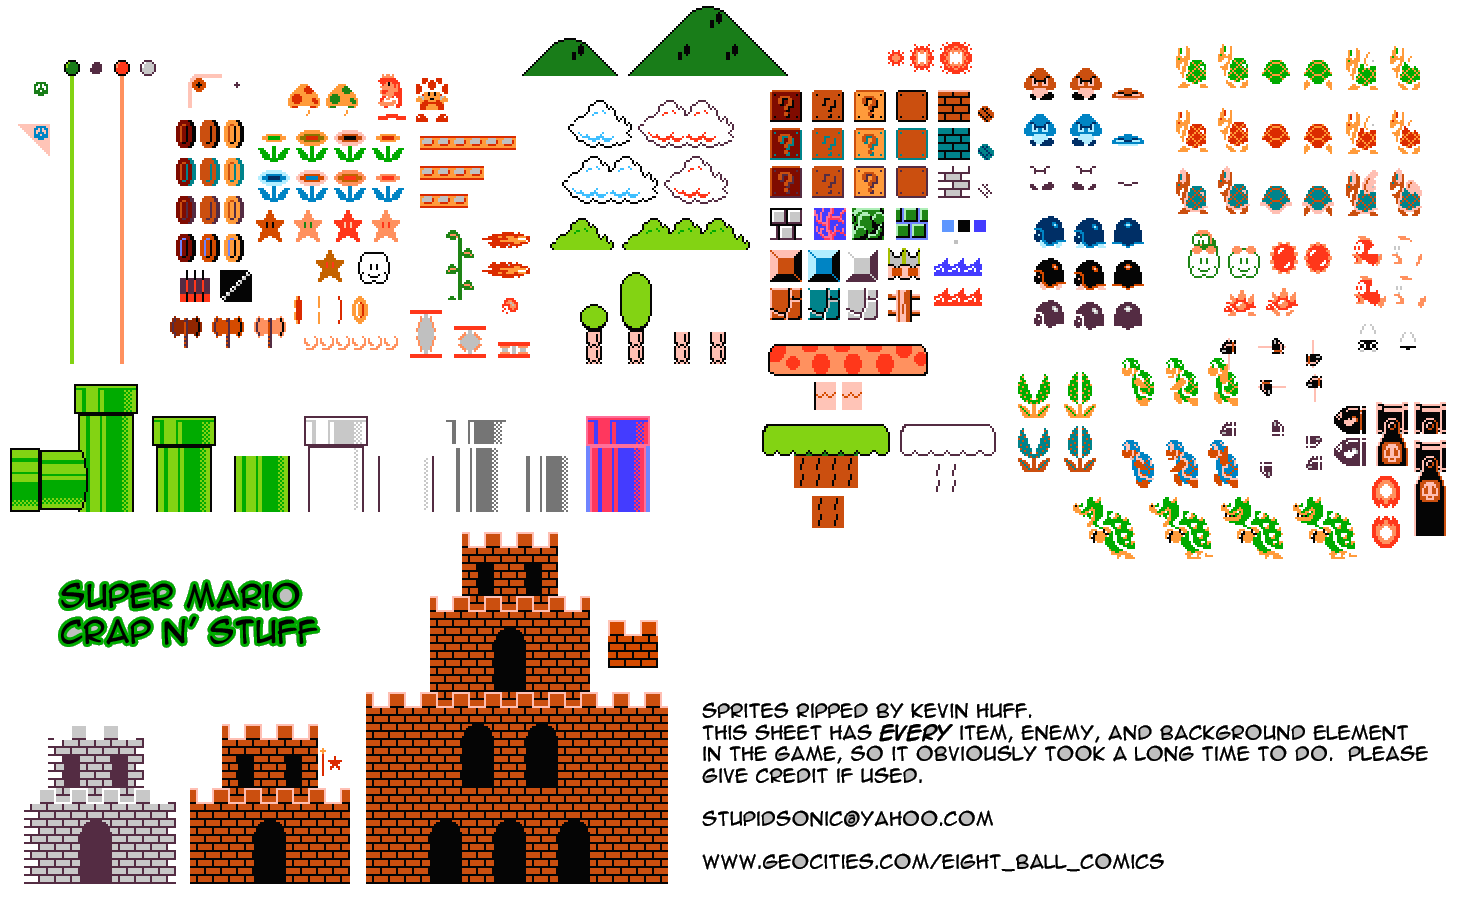 SUPER MARIO
CRAP N' STUFF
SPRITES RIPPED BY KEVIN HUFF.
THIS SHEET HAS EVERY ITEM, ENEMY, AND BACKGROUND ELEMENT
IN THE GAME, SO IT OBVIOUSLY TOOK A LONG TIME TO DO. PLEASE
GIVE CREDIT IF USED.
STUPIDSONIC@YAHOO.COM
WWW.GEOCITIES.COM/EIGHT_BALL_COMICS